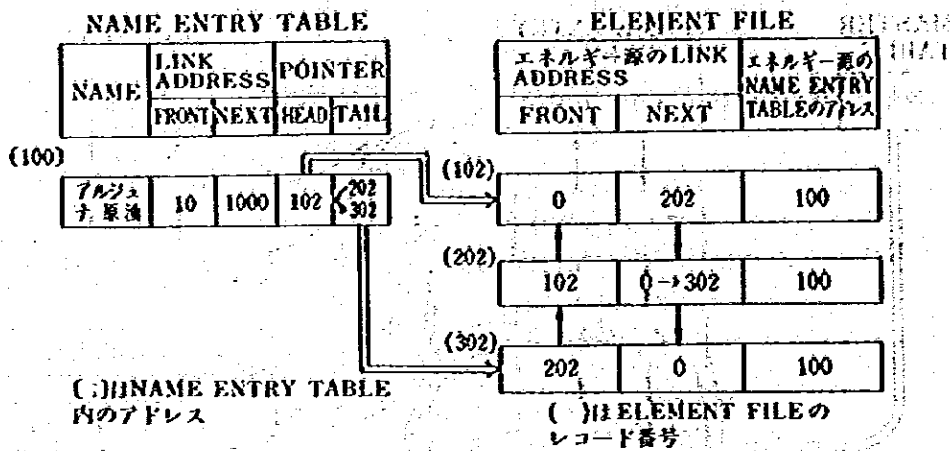 NAME ENTRY TABLE
NAME
LINK ADDRESS
POINTER
FRONT NEXT HEAD TAIL
(100)
アルジュナ原油 10 1000 102 202 302
ELEMENT FILE
エネルギー源のLINK ADDRESS
エネルギー源のNAME ENTRY TABLEのアドレス
FRONT NEXT
(102)
0 202 100
(202)
102 0→302 100
(302)
202 0 100
( )はNAME ENTRY TABLE
内のアドレス
( )はELEMENT FILEの
レコード番号